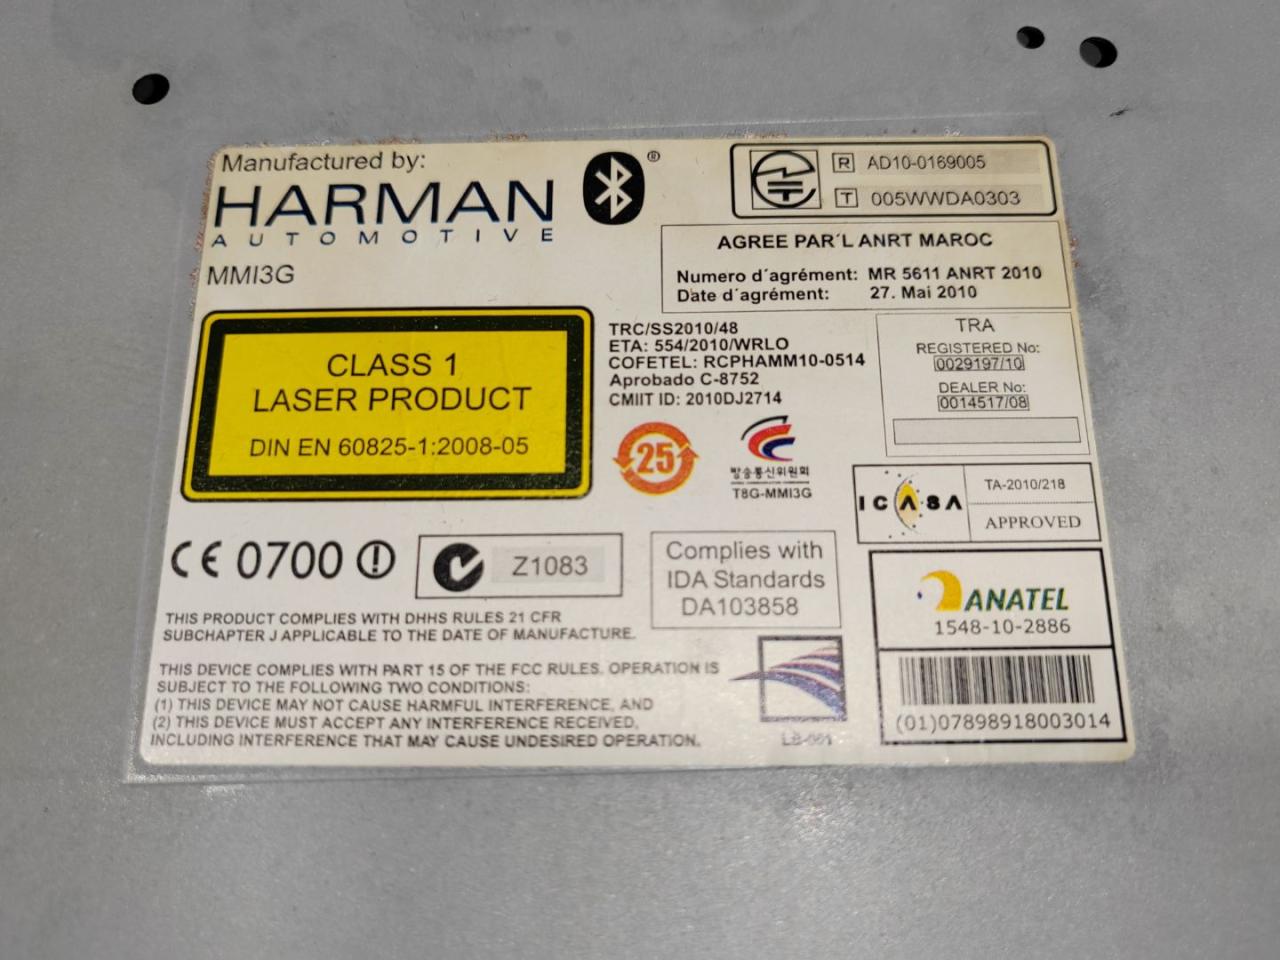 Manufactured by:
HARMAN
AUTOMOTIVE
MMI3G
®
R AD10-0169005
T 005WWDA0303
AGREE PAR´L ANRT MAROC
Numero d´agrément: MR 5611 ANRT 2010
Date d´agrément: 27. Mai 2010
CLASS 1
LASER PRODUCT
DIN EN 60825-1:2008-05
TRC/SS2010/48
ETA: 554/2010/WRLO
COFETEL: RCPHAMM10-0514
Aprobado C-8752
CMIIT ID: 2010DJ2714
TRA
REGISTERED No:
0029197/10
DEALER No:
0014517/08
25
방송통신위원회
T8G-MMI3G
ICASA
TA-2010/218
APPROVED
CE 0700
Z1083
Complies with
IDA Standards
DA103858
ANATEL
1548-10-2886
(01)07898918003014
THIS PRODUCT COMPLIES WITH DHHS RULES 21 CFR
SUBCHAPTER J APPLICABLE TO THE DATE OF MANUFACTURE.
THIS DEVICE COMPLIES WITH PART 15 OF THE FCC RULES. OPERATION IS
SUBJECT TO THE FOLLOWING TWO CONDITIONS:
(1) THIS DEVICE MAY NOT CAUSE HARMFUL INTERFERENCE, AND
(2) THIS DEVICE MUST ACCEPT ANY INTERFERENCE RECEIVED,
INCLUDING INTERFERENCE THAT MAY CAUSE UNDESIRED OPERATION.